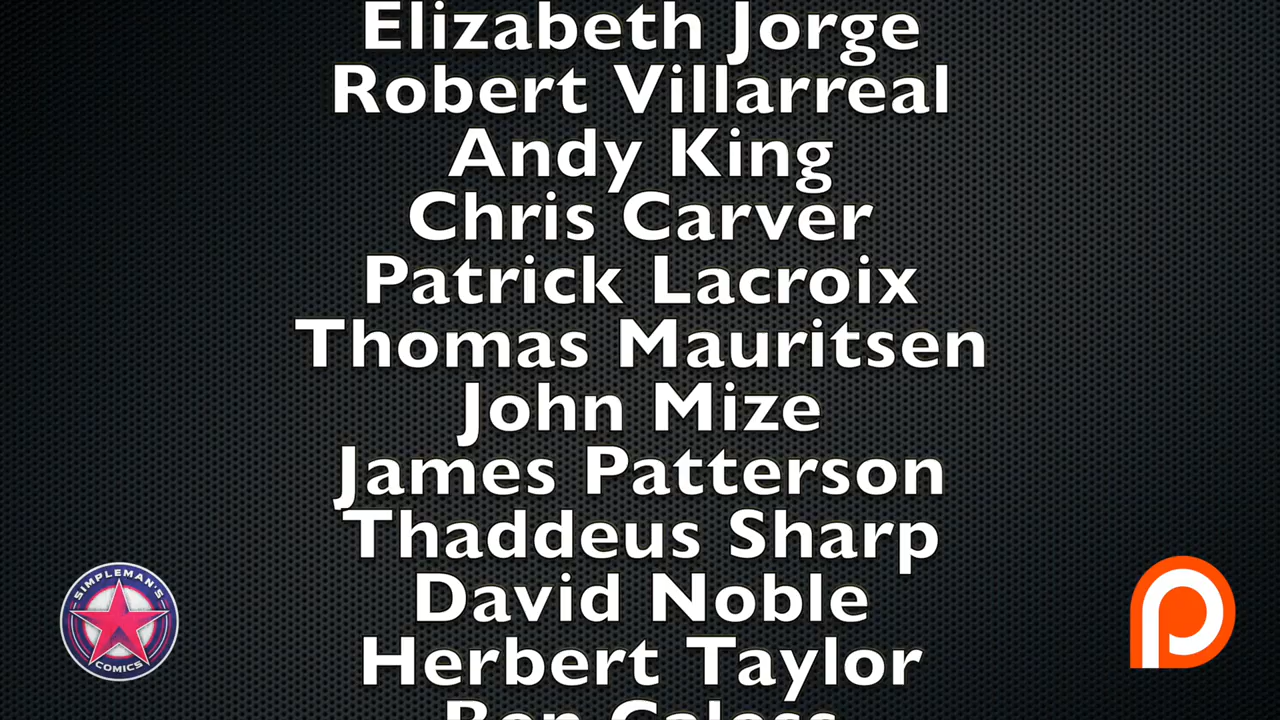 Elizabeth Jorge
Robert Villarreal
Andy King
Chris Carver
Patrick Lacroix
Thomas Mauritsen
John Mize
James Patterson
Thaddeus Sharp
David Noble
Herbert Taylor
Ben
SIMPLEMAN'S
COMICS